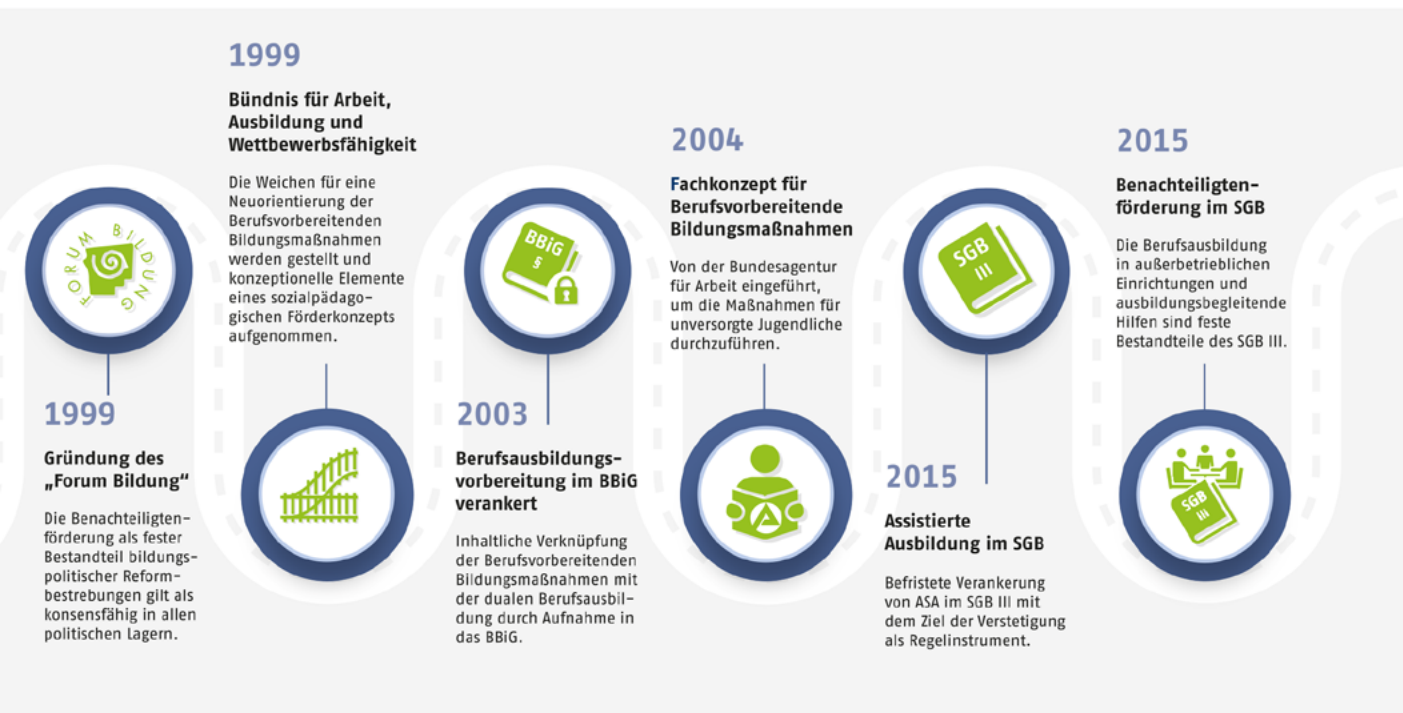 FORUM BILDUNG
1999
Gründung des
„Forum Bildung“
Die Benachteiligten-
förderung als fester
Bestandteil bildungs-
politischer Reform-
bestrebungen gilt als
konsensfähig in allen
politischen Lagern.
1999
Bündnis für Arbeit,
Ausbildung und
Wettbewerbsfähigkeit
Die Weichen für eine
Neuorientierung der
Berufsvorbereitenden
Bildungsmaßnahmen
werden gestellt und
konzeptionelle Elemente
eines sozialpädago-
gischen Förderkonzepts
aufgenommen.
BBiG
§
2003
Berufsausbildungs-
vorbereitung im BBiG
verankert
Inhaltliche Verknüpfung
der Berufsvorbereitenden
Bildungsmaßnahmen mit
der dualen Berufsausbil-
dung durch Aufnahme in
das BBiG.
2004
Fachkonzept für
Berufsvorbereitende
Bildungsmaßnahmen
Von der Bundesagentur
für Arbeit eingeführt,
um die Maßnahmen für
unversorgte Jugendliche
durchzuführen.
SGB
III
2015
Assistierte
Ausbildung im SGB
Befristete Verankerung
von ASA im SGB III mit
dem Ziel der Verstetigung
als Regelinstrument.
2015
Benachteiligten-
förderung im SGB
Die Berufsausbildung
in außerbetrieblichen
Einrichtungen und
ausbildungsbegleitende
Hilfen sind feste
Bestandteile des SGB III.
SGB
III